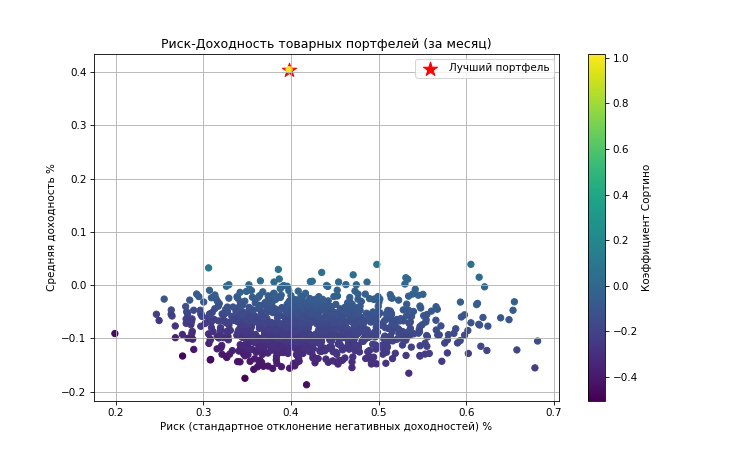 Риск-Доходность товарных портфелей (за месяц)
Лучший портфель
Средняя доходность %
0.4
0.3
0.2
0.1
0.0
−0.1
−0.2
0.2 0.3 0.4 0.5 0.6 0.7
Риск (стандартное отклонение негативных доходностей) %
1.0
0.8
0.6
0.4
0.2
0.0
−0.2
−0.4
Коэффициент Сортино